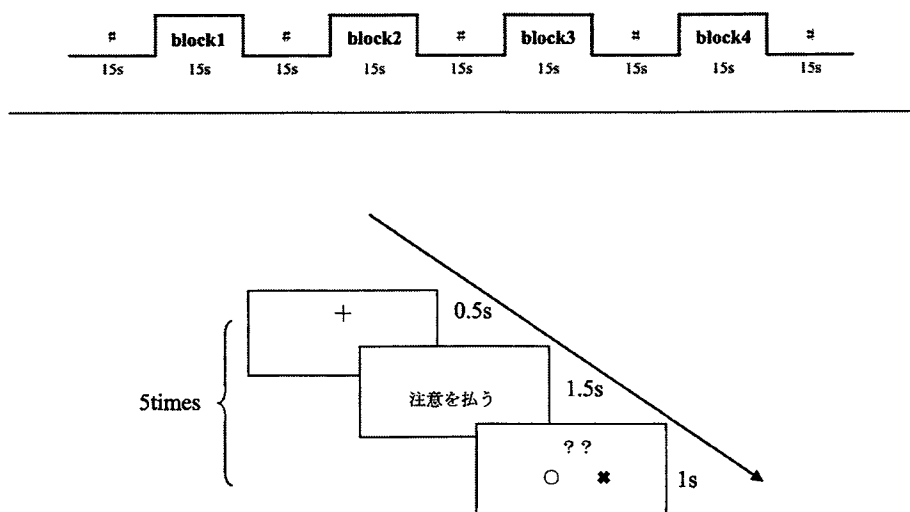 # block1 # block2 # block3 # block4 #
15s 15s 15s 15s 15s 15s 15s 15s 15s
+
0.5s
注意を払う
1.5s
5times
??
○ ✖
1s